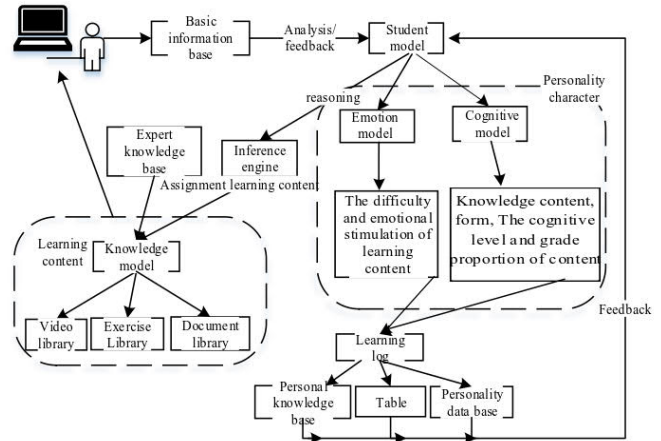 Basic
information
base
Analysis/
feedback
Student
model
Personality
character
reasoning
Emotion
model
Cognitive
model
Expert
knowledge
base
Inference
engine
Assignment learning content
The difficulty
and emotional
stimulation of
learning
content
Knowledge content,
form, The cognitive
level and grade
proportion of content
Learning
content
Knowledge
model
Video
library
Exercise
Library
Document
library
Feedback
Learning
log
Personal
knowledge
base
Table
Personality
data base